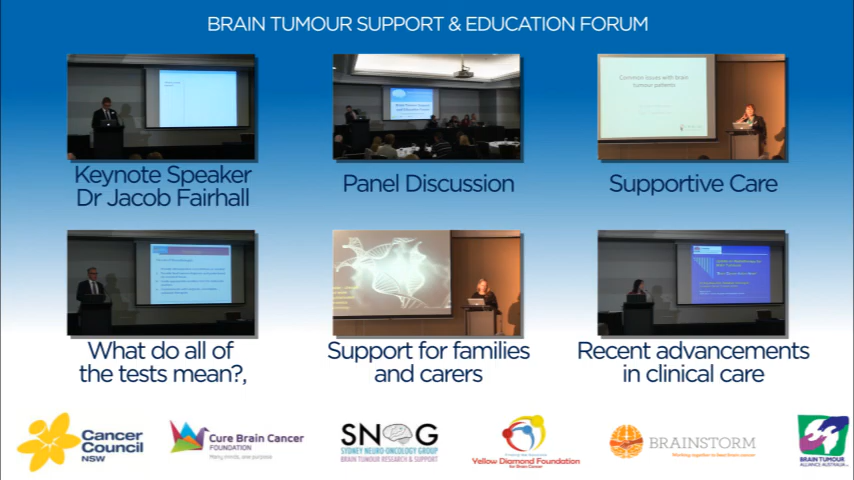 BRAIN TUMOUR SUPPORT & EDUCATION FORUM
Common issues with brain
tumour patients
Keynote Speaker
Dr Jacob Fairhall
Panel Discussion
Supportive Care
What do all of
the tests mean?,
Support for families
and carers
Recent advancements
in clinical care
Cancer
Council
NSW
Cure Brain Cancer
FOUNDATION
Many minds, one purpose
SNOG
SYDNEY NEURO-ONCOLOGY GROUP
BRAIN TUMOUR RESEARCH & SUPPORT
Yellow Diamond Foundation
for Brain Cancer
BRAINSTORM
Working together to beat brain cancer
BRAIN TUMOUR
ALLIANCE AUSTRALIA